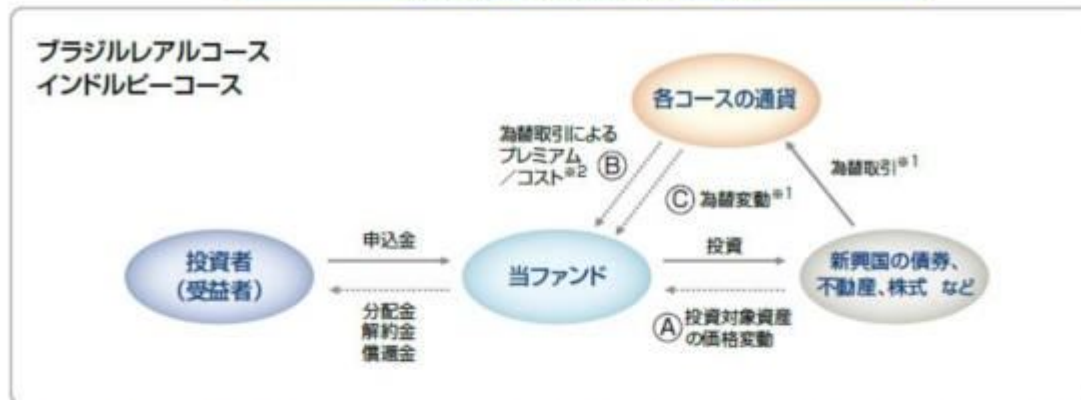 ブラジルレアルコース
インドルピーコース
各コースの通貨
為替取引による
プレミアム
／コスト※2
Ⓑ
Ⓒ 為替変動※1
為替取引※1
投資者
（受益者）
申込金
分配金
解約金
償還金
当ファンド
投資
Ⓐ 投資対象資産
の価格変動
新興国の債券、
不動産、株式 など